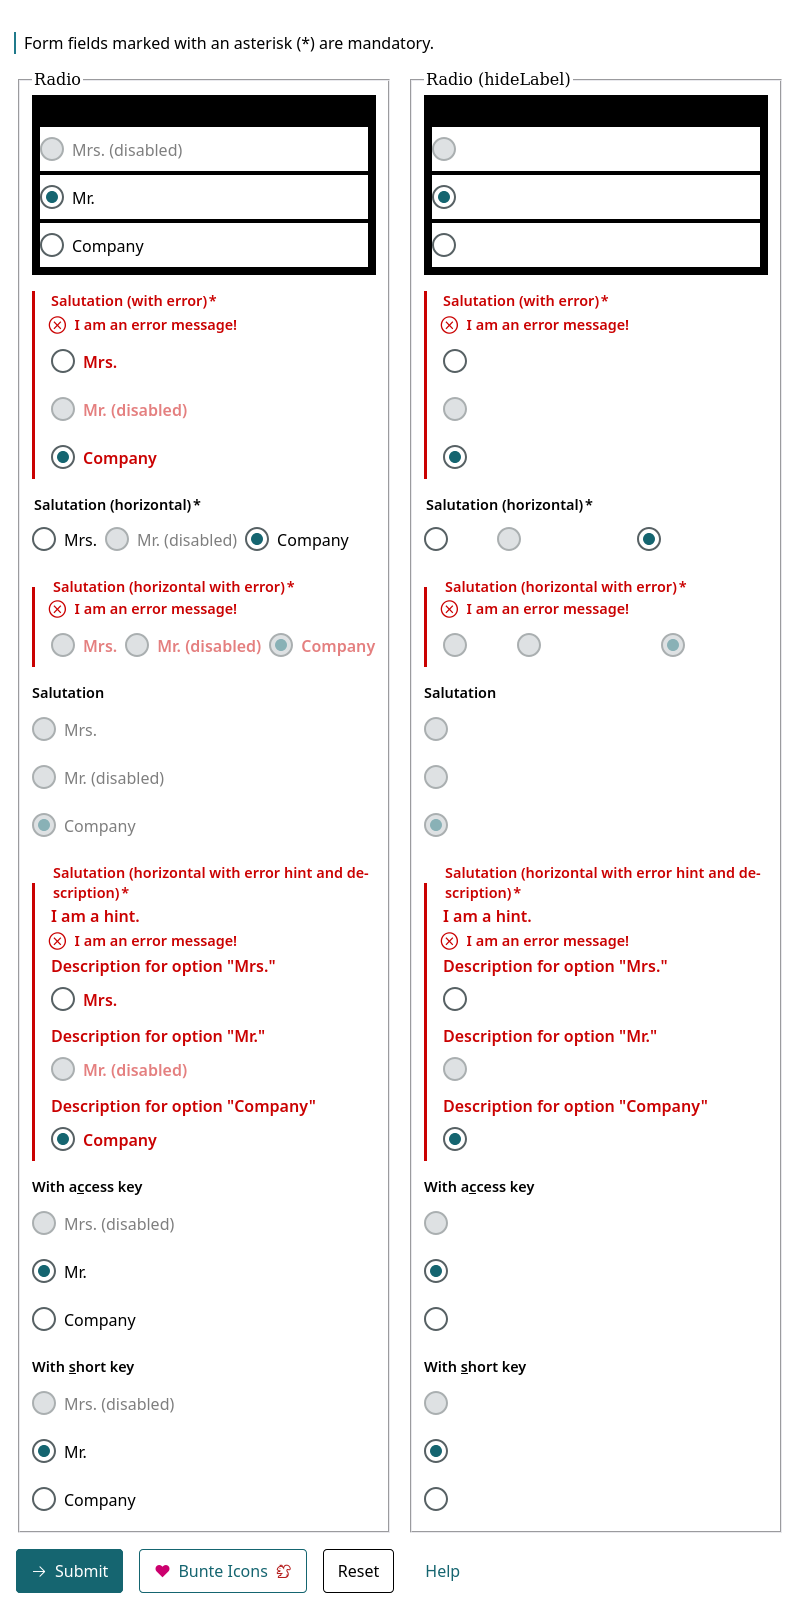 Form fields marked with an asterisk (*) are mandatory.
Radio
Mrs. (disabled)
Mr.
Company
Salutation (with error)*
I am an error message!
Mrs.
Mr. (disabled)
Company
Salutation (horizontal)*
Mrs. Mr. (disabled) Company
Salutation (horizontal with error)*
I am an error message!
Mrs. Mr. (disabled) Company
Salutation
Mrs.
Mr. (disabled)
Company
Salutation (horizontal with error hint and de-
scription)*
I am a hint.
I am an error message!
Description for option "Mrs."
Mrs.
Description for option "Mr."
Mr. (disabled)
Description for option "Company"
Company
With access key
Mrs. (disabled)
Mr.
Company
With short key
Mrs. (disabled)
Mr.
Company
Radio (hideLabel)
Salutation (with error)*
I am an error message!
Salutation (horizontal)*
Salutation (horizontal with error)*
I am an error message!
Salutation
Salutation (horizontal with error hint and de-
scription)*
I am a hint.
I am an error message!
Description for option "Mrs."
Description for option "Mr."
Description for option "Company"
With access key
With short key
Submit Bunte Icons Reset Help